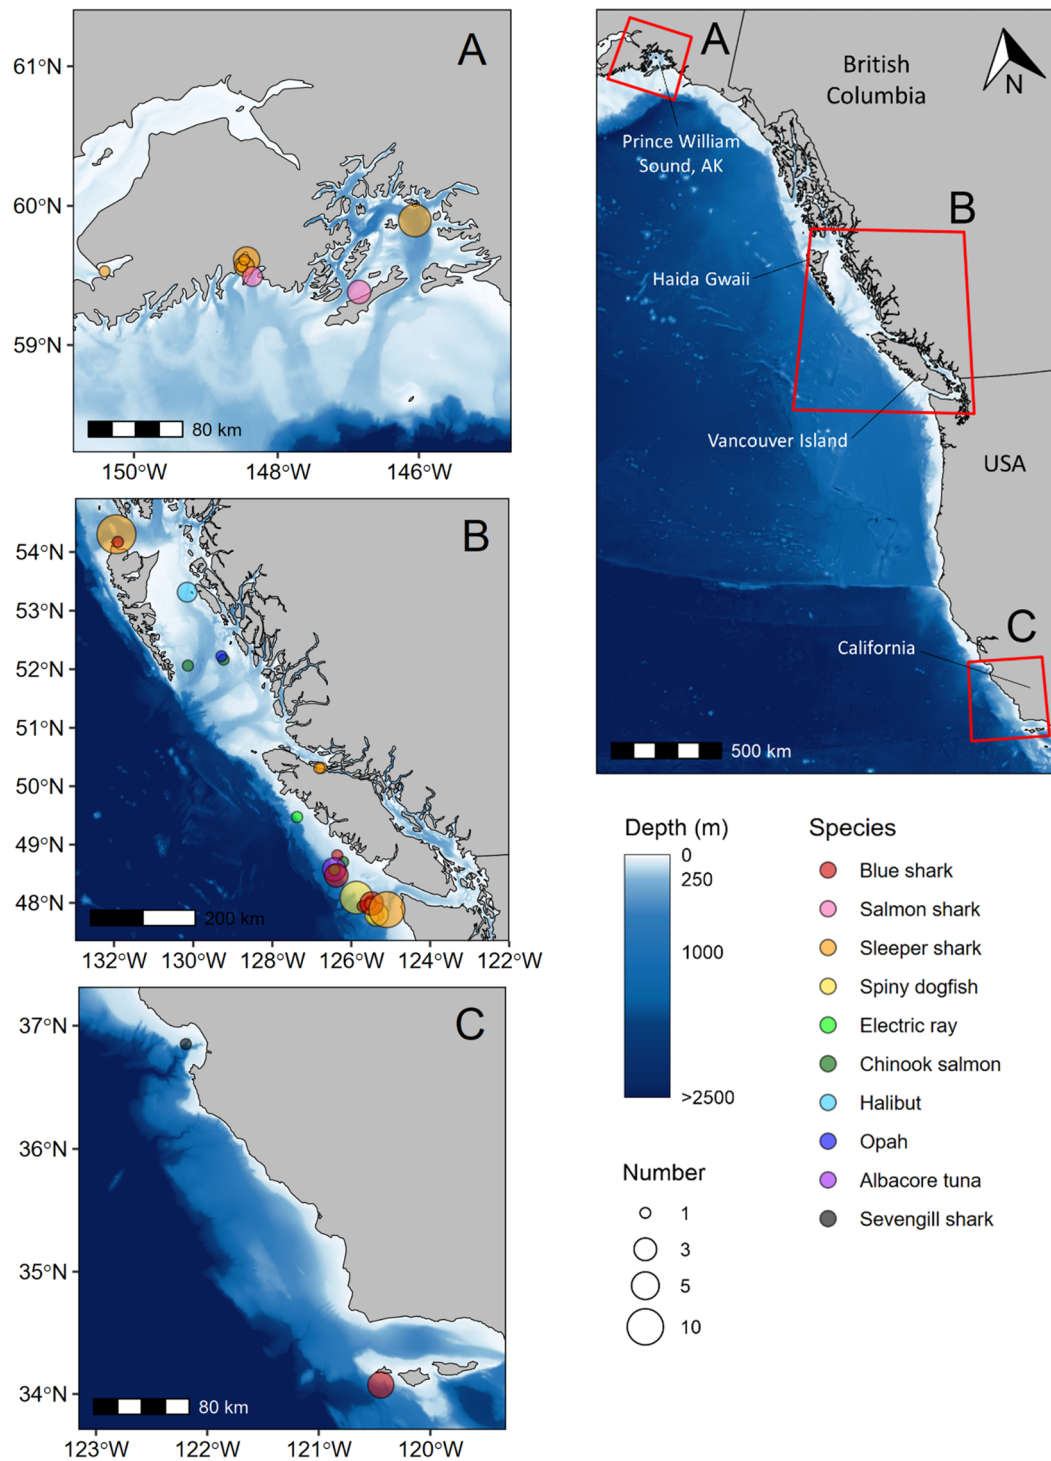 A
61°N
60°N
59°N
80 km
150°W
148°W
146°W
B
54°N
53°N
52°N
51°N
50°N
49°N
48°N
200 km
132°W
130°W
128°W
126°W
124°W
122°W
C
37°N
36°N
35°N
34°N
80 km
123°W
122°W
121°W
120°W
A
British
Columbia
N
Prince William
Sound, AK
B
Haida Gwaii
Vancouver Island
USA
C
California
500 km
Depth (m)
0
250
1000
>2500
Number
1
3
5
10
Species
Blue shark
Salmon shark
Sleeper shark
Spiny dogfish
Electric ray
Chinook salmon
Halibut
Opah
Albacore tuna
Sevengill shark